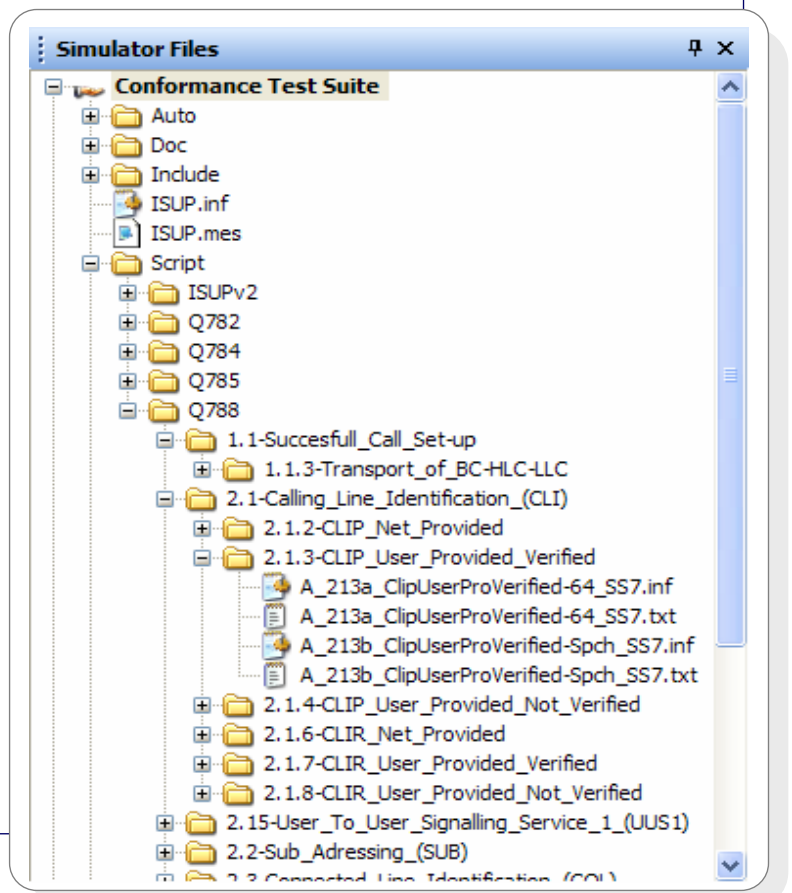 Simulator Files
Conformance Test Suite
Auto
Doc
Include
ISUP.inf
ISUP.mes
Script
ISUPv2
Q782
Q784
Q785
Q788
1.1-Succesfull_Call_Set-up
1.1.3-Transport_of_BC-HLC-LLC
2.1-Calling_Line_Identification_(CLI)
2.1.2-CLIP_Net_Provided
2.1.3-CLIP_User_Provided_Verified
A_213a_ClipUserProVerified-64_SS7.inf
A_213a_ClipUserProVerified-64_SS7.txt
A_213b_ClipUserProVerified-Spch_SS7.inf
A_213b_ClipUserProVerified-Spch_SS7.txt
2.1.4-CLIP_User_Provided_Not_Verified
2.1.6-CLIR_Net_Provided
2.1.7-CLIR_User_Provided_Verified
2.1.8-CLIR_User_Provided_Not_Verified
2.15-User_To_User_Signalling_Service_1_(UUS1)
2.2-Sub_Adressing_(SUB)
2.3-Connected_Line_Identification_(COL)